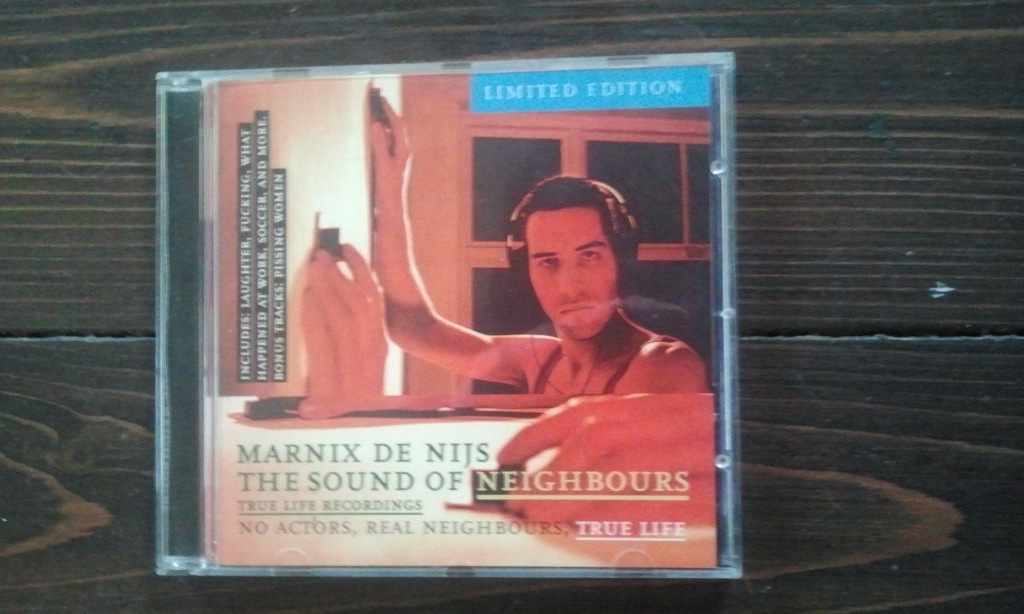 LIMITED EDITION
INCLUDES: LAUGHTER, FUCKING, WHAT
HAPPENED AT WORK, SOCCER, AND MORE.
BONUS TRACKS: PISSING WOMEN
MARNIX DE NIJS
THE SOUND OF NEIGHBOURS
TRUE LIFE RECORDINGS
NO ACTORS, REAL NEIGHBOURS, TRUE LIFE